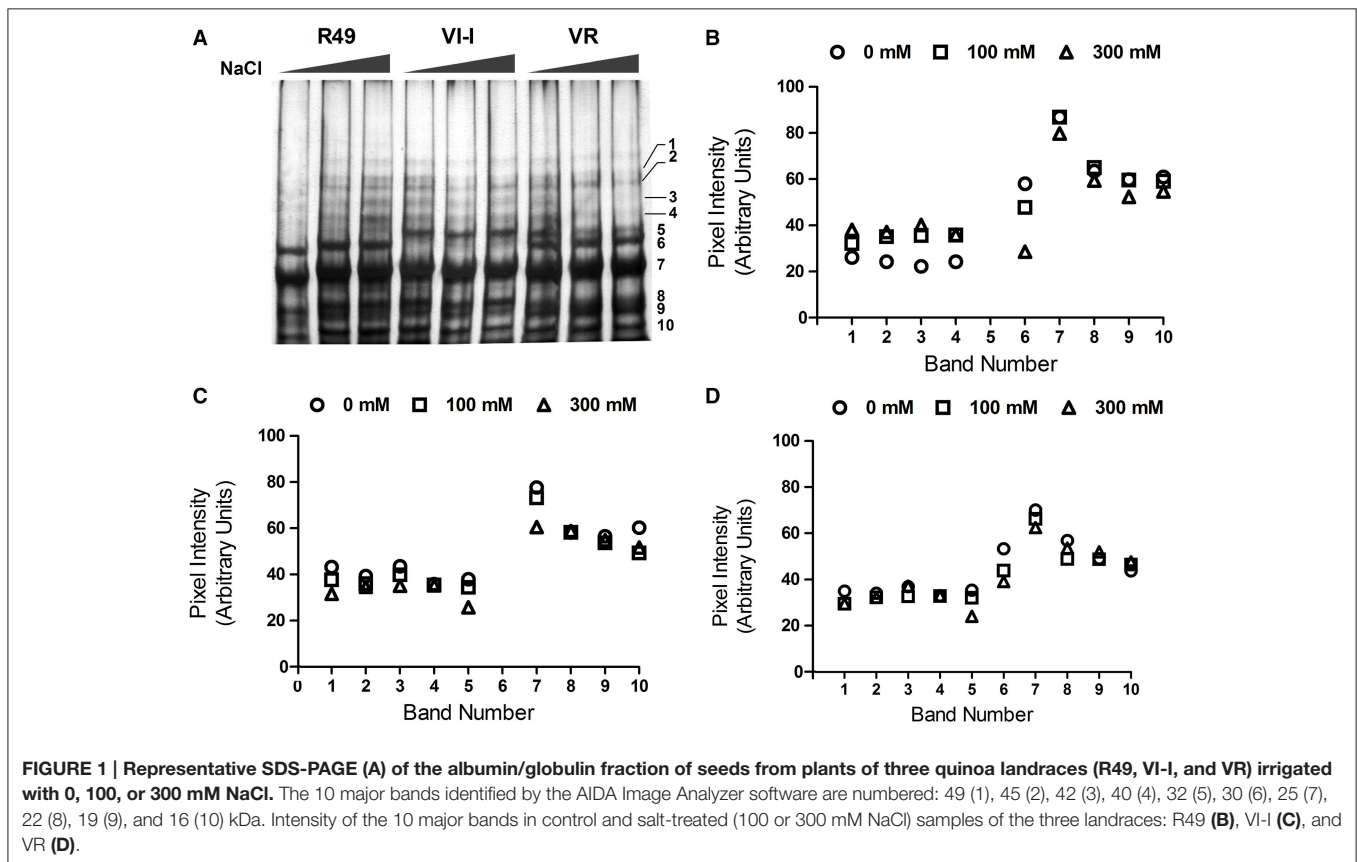 A
R49 VI-I VR
NaCl
1
2
3
4
5
6
7
8
9
10
B
0 mM 100 mM 300 mM
Pixel Intensity
(Arbitrary Units)
100
80
60
40
20
0
1 2 3 4 5 6 7 8 9 10
Band Number
C
0 mM 100 mM 300 mM
Pixel Intensity
(Arbitrary Units)
100
80
60
40
20
0
0 1 2 3 4 5 6 7 8 9 10
Band Number
D
0 mM 100 mM 300 mM
Pixel Intensity
(Arbitrary Units)
100
80
60
40
20
0
1 2 3 4 5 6 7 8 9 10
Band Number
FIGURE 1 | Representative SDS-PAGE (A) of the albumin/globulin fraction of seeds from plants of three quinoa landraces (R49, VI-I, and VR) irrigated
with 0, 100, or 300 mM NaCl. The 10 major bands identified by the AIDA Image Analyzer software are numbered: 49 (1), 45 (2), 42 (3), 40 (4), 32 (5), 30 (6), 25 (7),
22 (8), 19 (9), and 16 (10) kDa. Intensity of the 10 major bands in control and salt-treated (100 or 300 mM NaCl) samples of the three landraces: R49 (B), VI-I (C), and
VR (D).